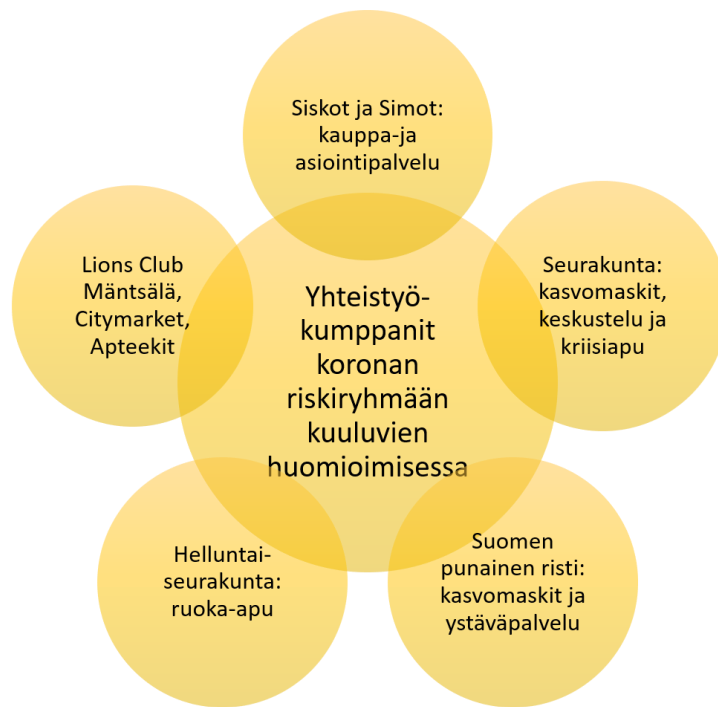 Siskot ja Simot:
kauppa-ja
asiointipalvelu
Lions Club
Mäntsälä,
Citymarket,
Apteekit
Yhteistyö-
kumppanit
koronan
riskiryhmään
kuuluvien
huomioimisessa
Seurakunta:
kasvomaskit,
keskustelu ja
kriisiapu
Helluntai-
seurakunta:
ruoka-apu
Suomen
punainen risti:
kasvomaskit ja
ystäväpalvelu